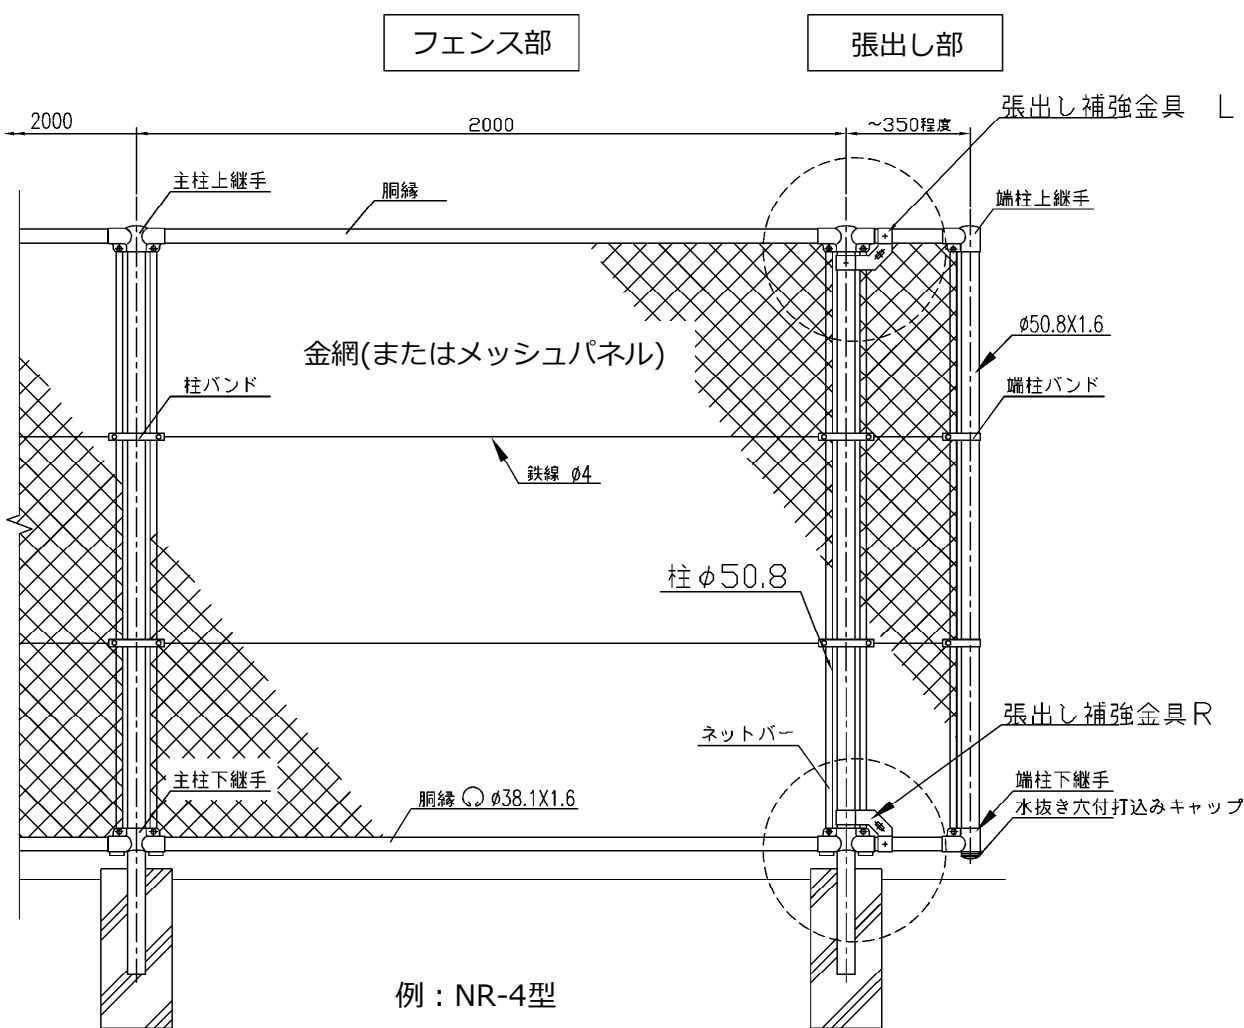 フェンス部
張出し部
2000
2000
~350程度
張出し補強金具 L
主柱上継手
胴縁
端柱上継手
φ50.8X1.6
金網(またはメッシュパネル)
柱バンド
端柱バンド
鉄線 φ4
柱φ50.8
ネットバー
張出し補強金具R
主柱下継手
胴縁 φ38.1X1.6
端柱下継手
水抜き穴付打込みキャップ
例：NR-4型